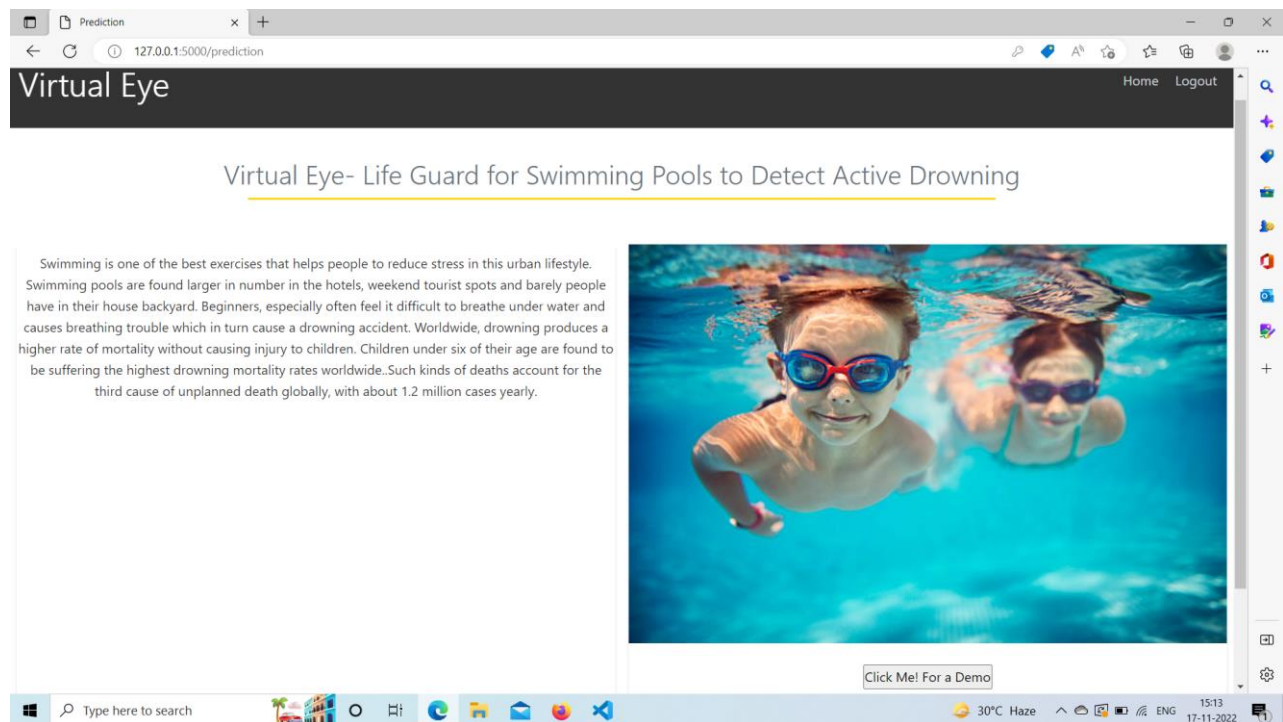 Prediction
127.0.0.1:5000/prediction
Virtual Eye
Home Logout
Virtual Eye- Life Guard for Swimming Pools to Detect Active Drowning
Swimming is one of the best exercises that helps people to reduce stress in this urban lifestyle.
Swimming pools are found larger in number in the hotels, weekend tourist spots and barely people
have in their house backyard. Beginners, especially often feel it difficult to breathe under water and
causes breathing trouble which in turn cause a drowning accident. Worldwide, drowning produces a
higher rate of mortality without causing injury to children. Children under six of their age are found to
be suffering the highest drowning mortality rates worldwide..Such kinds of deaths account for the
third cause of unplanned death globally, with about 1.2 million cases yearly.
Click Me! For a Demo
Type here to search
30°C Haze
ENG
15:13
17-11-2022